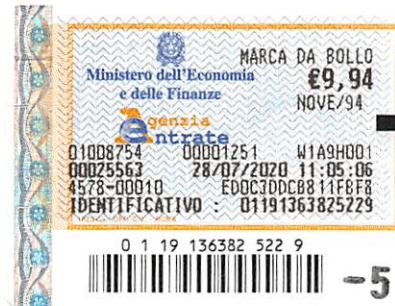 MARCA DA BOLLO
Ministero dell'Economia
e delle Finanze
€9,94
NOVE/94
Agenzia
Entrate
01008754 00001251 W1A9H001
00025563 28/07/2020 11:05:06
4578-00010 ED0C3DDCB8811FBF8
IDENTIFICATIVO : 01191363825229
0 1 19 136382 522 9
-5